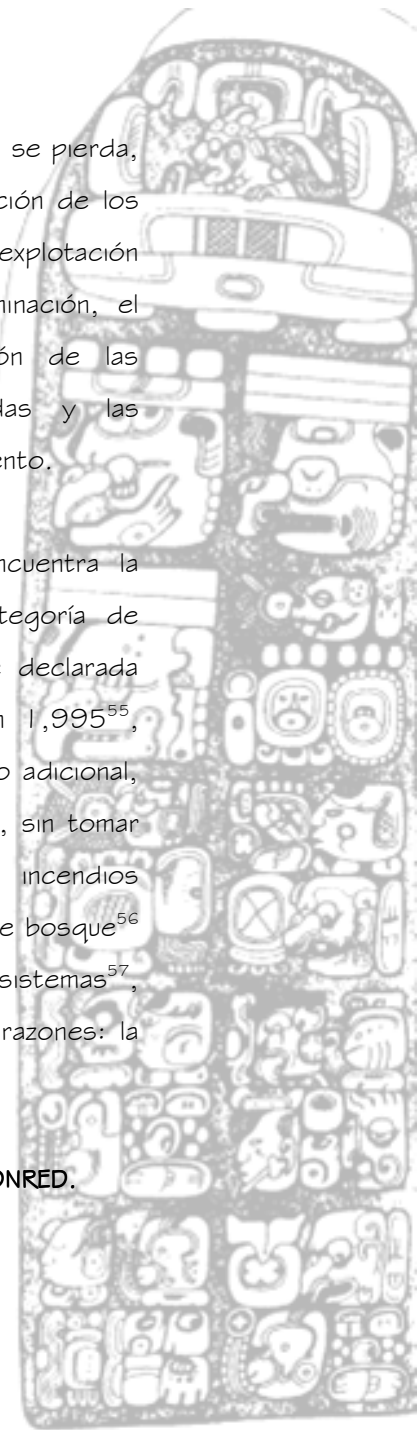 se pierda,
ción de los
explotación
minación, el
ón de las
das y las
ento.
ncuentra la
tegoría de
declarada
n 1,995⁵⁵,
o adicional,
, sin tomar
incendios
e bosque⁵⁶
sistemas⁵⁷,
razones: la
ONRED.